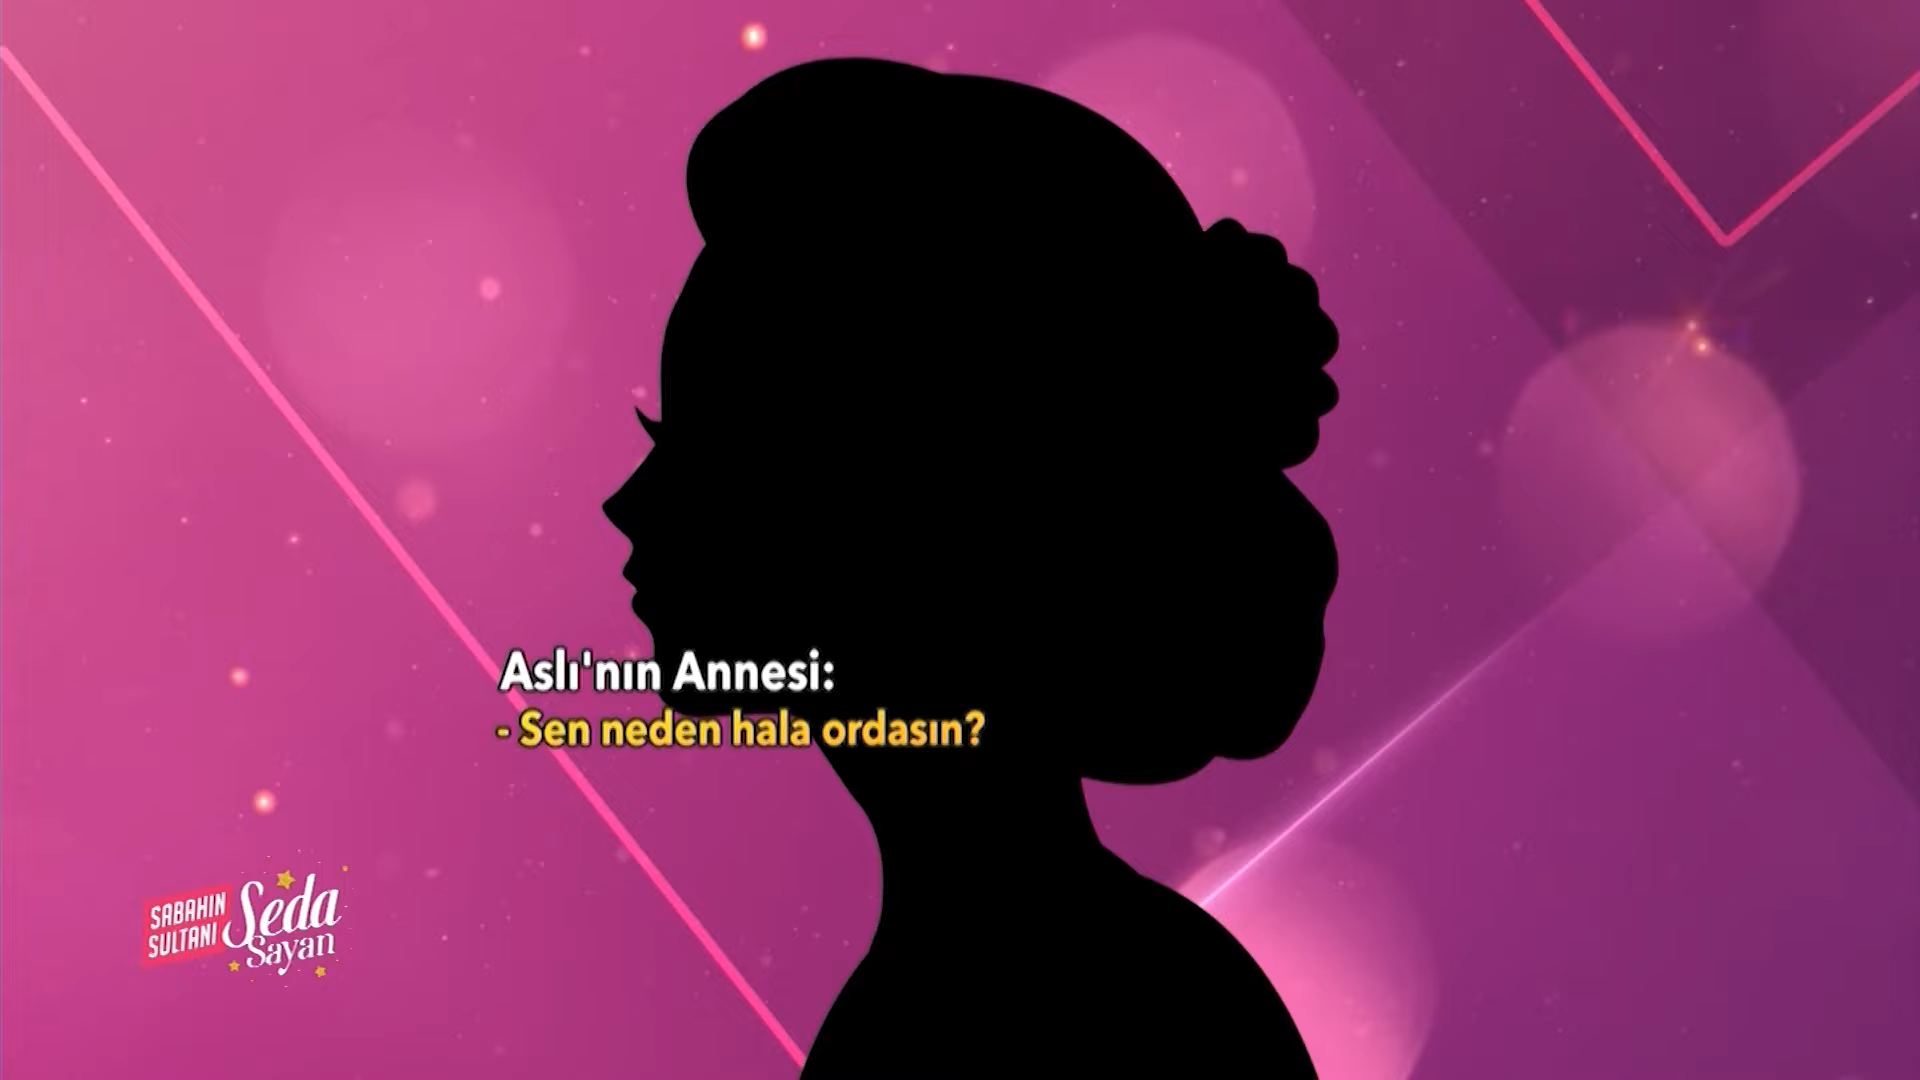 Aslı'nın Annesi:
- Sen neden hala ordasın?
SABAHIN
SULTANI
Seda
Sayan